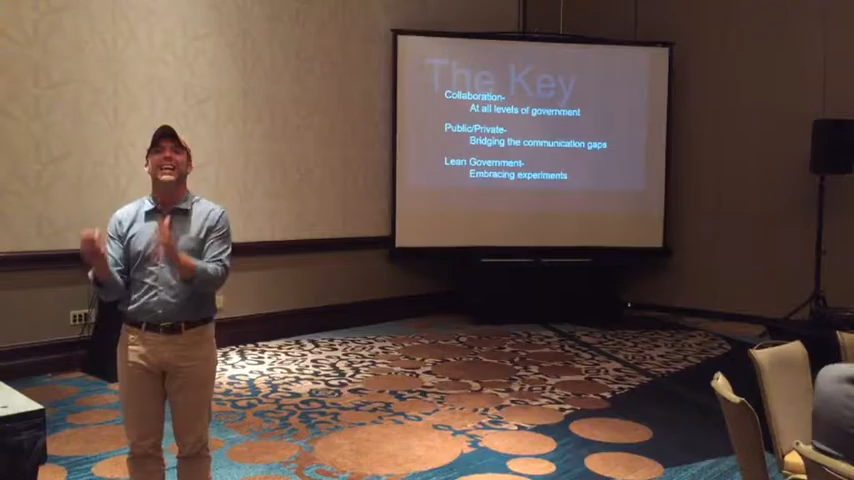 The Key
Collaboration-
At all levels of government
Public/Private-
Bridging the communication gaps
Lean Government-
Embracing experiments